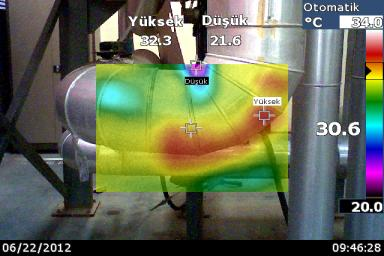 Otomatik
°C 34.0
Yüksek Düşük
32.3 21.6
Düşük
Yüksek
30.6
20.0
06/22/2012 09:46:28